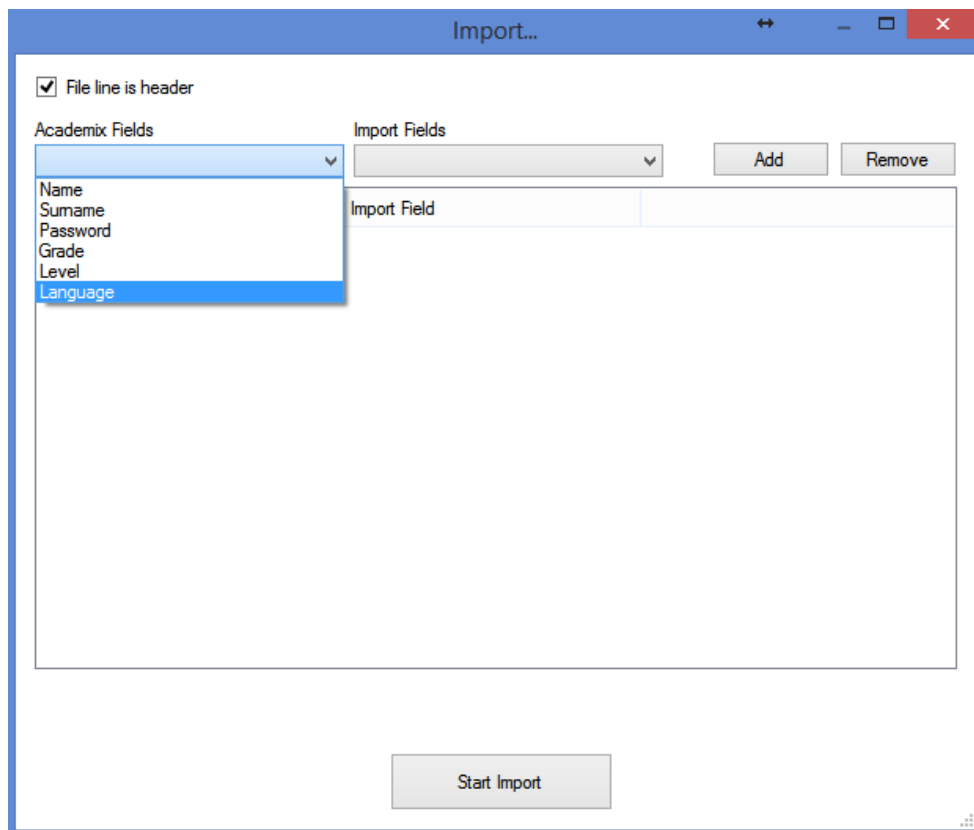 Import...
File line is header
Academix Fields Import Fields
Add Remove
Name
Surname
Password
Grade
Level
Language
Import Field
Start Import